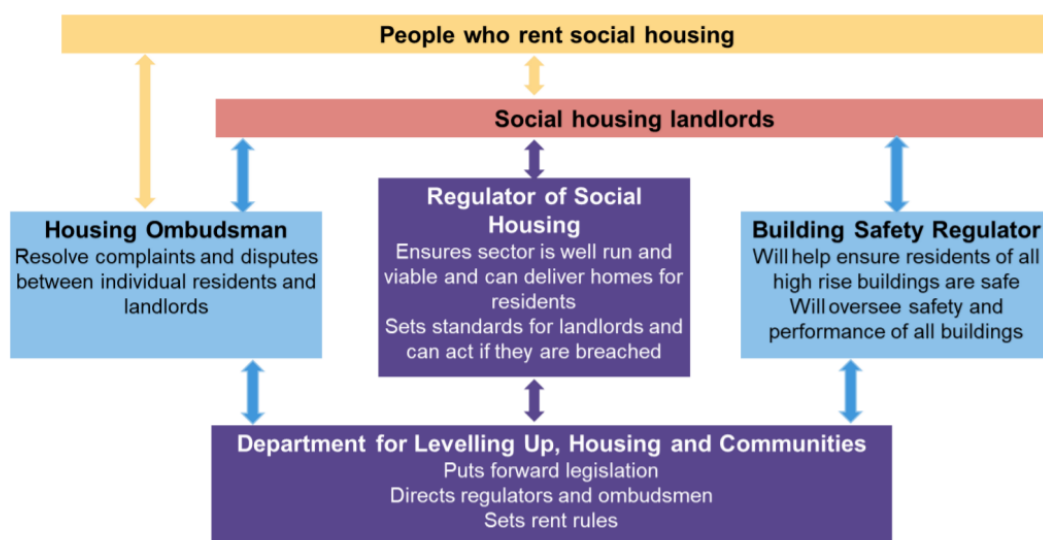 People who rent social housing
Social housing landlords
Housing Ombudsman
Resolve complaints and disputes
between individual residents and
landlords
Regulator of Social
Housing
Ensures sector is well run and
viable and can deliver homes for
residents
Sets standards for landlords and
can act if they are breached
Building Safety Regulator
Will help ensure residents of all
high rise buildings are safe
Will oversee safety and
performance of all buildings
Department for Levelling Up, Housing and Communities
Puts forward legislation
Directs regulators and ombudsmen
Sets rent rules